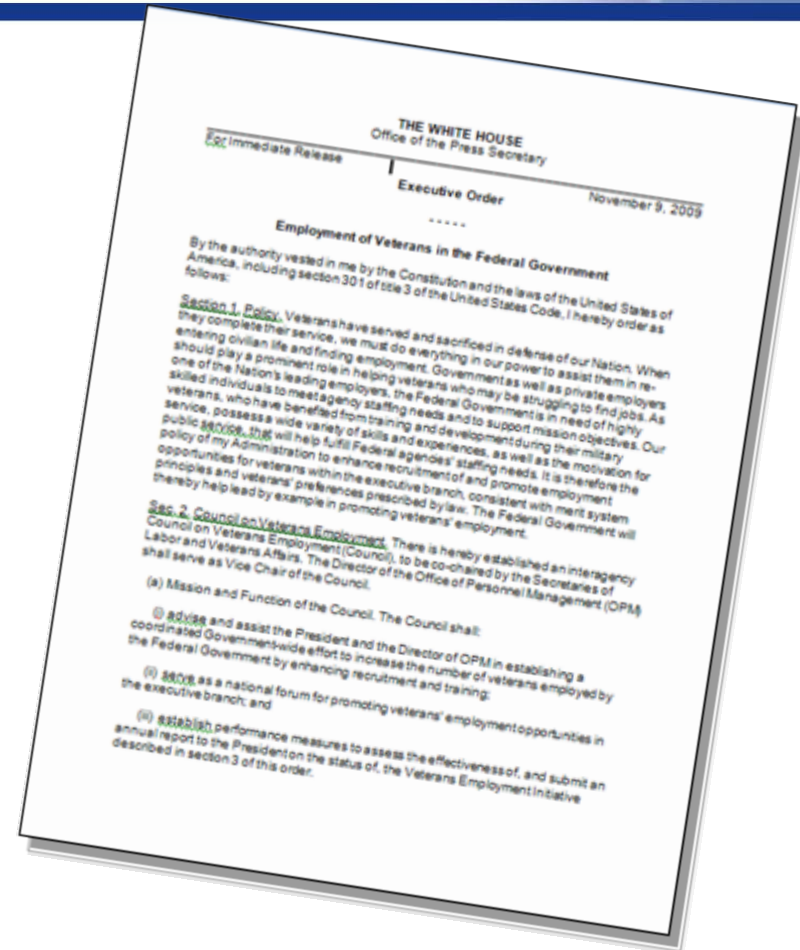 THE WHITE HOUSE
Office of the Press Secretary
For Immediate Release
November 9, 2009
Executive Order
- - - - -
Employment of Veterans in the Federal Government
By the authority vested in me by the Constitution and the laws of the United States of
America, including section 301 of title 3 of the United States Code, I hereby order as
follows:
Section 1. Policy. Veterans have served and sacrificed in defense of our Nation. When
they complete their service, we must do everything in our power to assist them in re-
entering civilian life and finding employment. Government as well as private employers
should play a prominent role in helping veterans who may be struggling to find jobs. As
one of the Nation's leading employers, the Federal Government is in need of highly
skilled individuals to meet agency staffing needs and to support mission objectives. Our
veterans, who have benefited from training and development during their military
service, possess a wide variety of skills and experiences, as well as the motivation for
public service, that will help fulfill Federal agencies' staffing needs. It is therefore the
policy of my Administration to enhance recruitment of and promote employment
opportunities for veterans within the executive branch, consistent with merit system
principles and veterans' preferences prescribed by law. The Federal Government will
thereby help lead by example in promoting veterans' employment.
Sec. 2. Council on Veterans Employment. There is hereby established an interagency
Council on Veterans Employment (Council), to be co-chaired by the Secretaries of
Labor and Veterans Affairs. The Director of the Office of Personnel Management (OPM)
shall serve as Vice Chair of the Council.
(a) Mission and Function of the Council. The Council shall:
(i) advise and assist the President and the Director of OPM in establishing a
coordinated Government-wide effort to increase the number of veterans employed by
the Federal Government by enhancing recruitment and training;
(ii) serve as a national forum for promoting veterans' employment opportunities in
the executive branch; and
(iii) establish performance measures to assess the effectiveness of, and submit an
annual report to the President on the status of, the Veterans Employment Initiative
described in section 3 of this order.